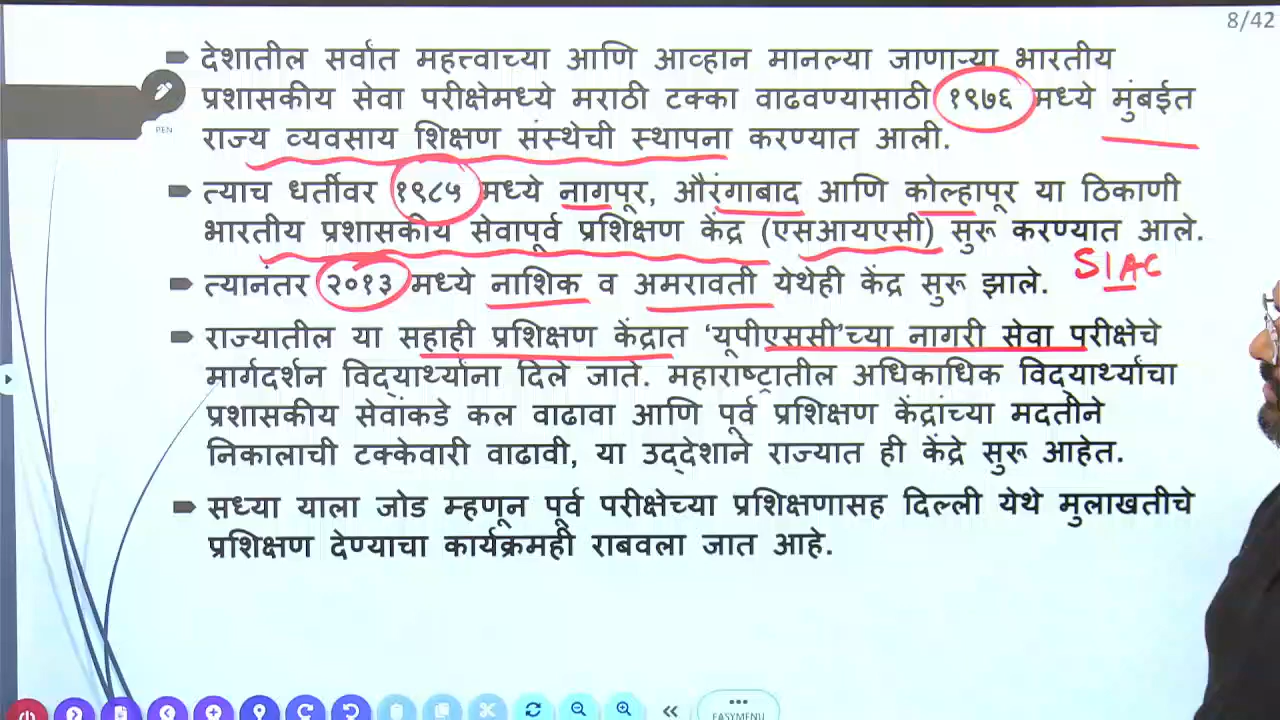 8/42
देशातील सर्वात महत्त्वाच्या आणि आव्हान मानल्या जाणाऱ्या भारतीय
प्रशासकीय सेवा परीक्षेमध्ये मराठी टक्का वाढवण्यासाठी १९७६ मध्ये मुंबईत
राज्य व्यवसाय शिक्षण संस्थेची स्थापना करण्यात आली.
त्याच धर्तीवर १९८५ मध्ये नागपूर, औरंगाबाद आणि कोल्हापूर या ठिकाणी
भारतीय प्रशासकीय सेवापूर्व प्रशिक्षण केंद्र (एसआयएसी) सुरू करण्यात आले.
SIAC
त्यानंतर २०१३ मध्ये नाशिक व अमरावती येथेही केंद्र सुरू झाले.
राज्यातील या सहाही प्रशिक्षण केंद्रात ‘यूपीएससी’च्या नागरी सेवा परीक्षेचे
मार्गदर्शन विद्यार्थ्यांना दिले जाते. महाराष्ट्रातील अधिकाधिक विद्यार्थ्यांचा
प्रशासकीय सेवांकडे कल वाढावा आणि पूर्व प्रशिक्षण केंद्रांच्या मदतीने
निकालाची टक्केवारी वाढावी, या उद्देशाने राज्यात ही केंद्रे सुरू आहेत.
सध्या याला जोड म्हणून पूर्व परीक्षेच्या प्रशिक्षणासह दिल्ली येथे मुलाखतीचे
प्रशिक्षण देण्याचा कार्यक्रमही राबवला जात आहे.
PEN
EASYMENU